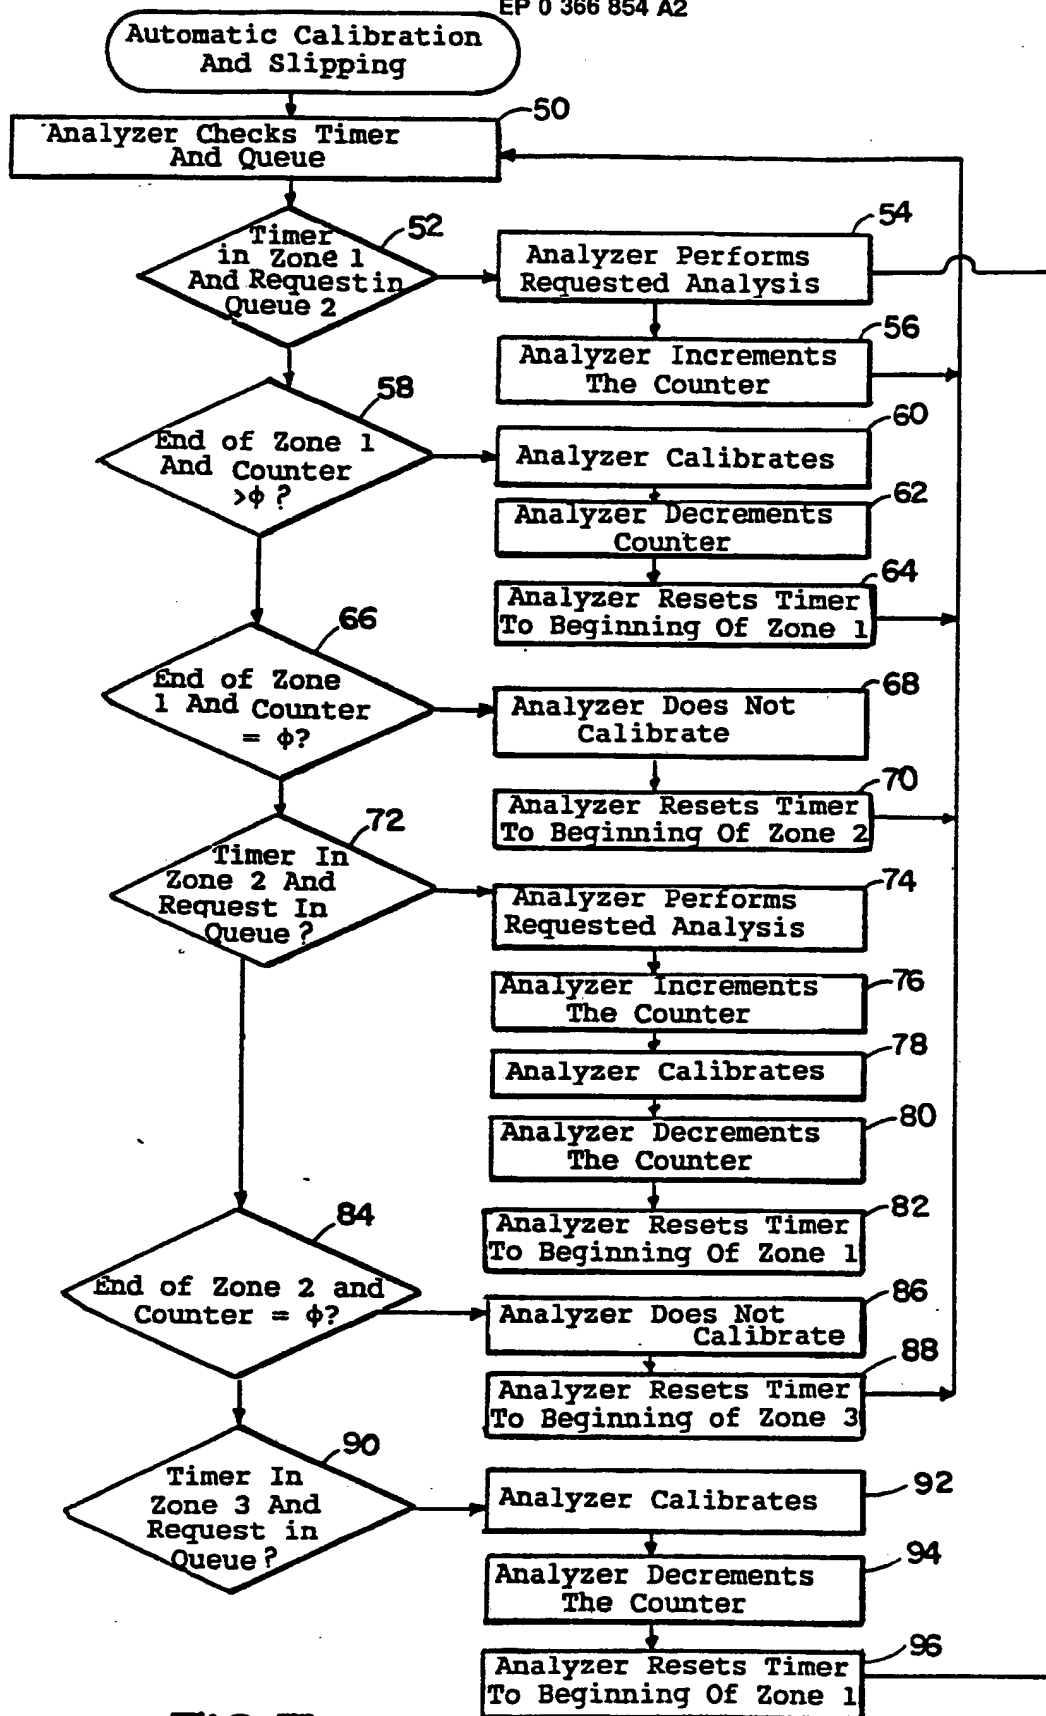 EP 0 366 854 A2
Automatic Calibration
And Slipping
50
Analyzer Checks Timer
And Queue
52
Timer
in Zone 1
And Request in
Queue 2
54
Analyzer Performs
Requested Analysis
56
Analyzer Increments
The Counter
58
End of Zone 1
And Counter
>ϕ ?
60
Analyzer Calibrates
62
Analyzer Decrements
Counter
64
Analyzer Resets Timer
To Beginning Of Zone 1
66
End of Zone
1 And Counter
= ϕ?
68
Analyzer Does Not
Calibrate
70
Analyzer Resets Timer
To Beginning Of Zone 2
72
Timer In
Zone 2 And
Request In
Queue ?
74
Analyzer Performs
Requested Analysis
76
Analyzer Increments
The Counter
78
Analyzer Calibrates
80
Analyzer Decrements
The Counter
82
Analyzer Resets Timer
To Beginning Of Zone 1
84
End of Zone 2 and
Counter = ϕ?
86
Analyzer Does Not
Calibrate
88
Analyzer Resets Timer
To Beginning of Zone 3
90
Timer In
Zone 3 And
Request in
Queue ?
92
Analyzer Calibrates
94
Analyzer Decrements
The Counter
96
Analyzer Resets Timer
To Beginning Of Zone 1